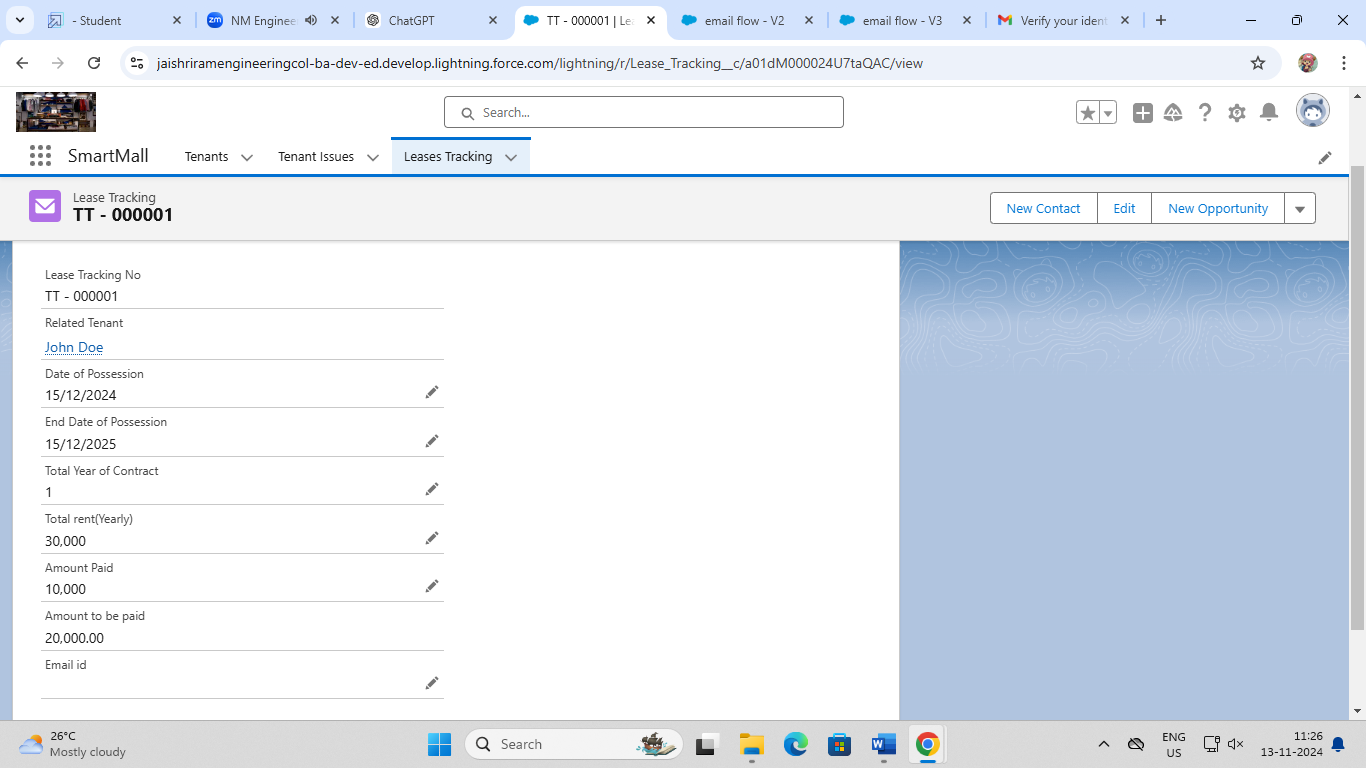 - Student
zm
NM Enginee
ChatGPT
TT - 000001 | Lea
email flow - V2
email flow - V3
Verify your ident
jaishriramengineeringcol-ba-dev-ed.develop.lightning.force.com/lightning/r/Lease_Tracking__c/a01dM000024U7taQAC/view
Search...
SmartMall
Tenants
Tenant Issues
Leases Tracking
Lease Tracking
TT - 000001
New Contact
Edit
New Opportunity
Lease Tracking No
TT - 000001
Related Tenant
John Doe
Date of Possession
15/12/2024
End Date of Possession
15/12/2025
Total Year of Contract
1
Total rent(Yearly)
30,000
Amount Paid
10,000
Amount to be paid
20,000.00
Email id
26°C
Mostly cloudy
Search
ENG
US
11:26
13-11-2024